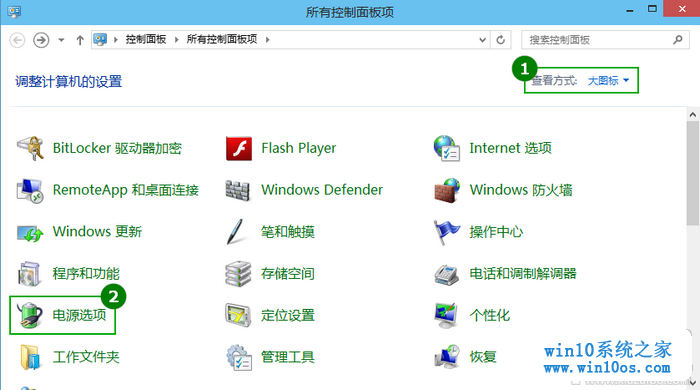 所有控制面板项
控制面板 所有控制面板项 搜索控制面板
1
调整计算机的设置 查看方式: 大图标
BitLocker 驱动器加密 Flash Player Internet 选项
RemoteApp 和桌面连接 Windows Defender Windows 防火墙
Windows 更新 笔和触摸 操作中心
程序和功能 存储空间 电话和调制解调器
2
电源选项 定位设置 个性化
工作文件夹 管理工具 恢复
win10系统之家
www.win10os.com